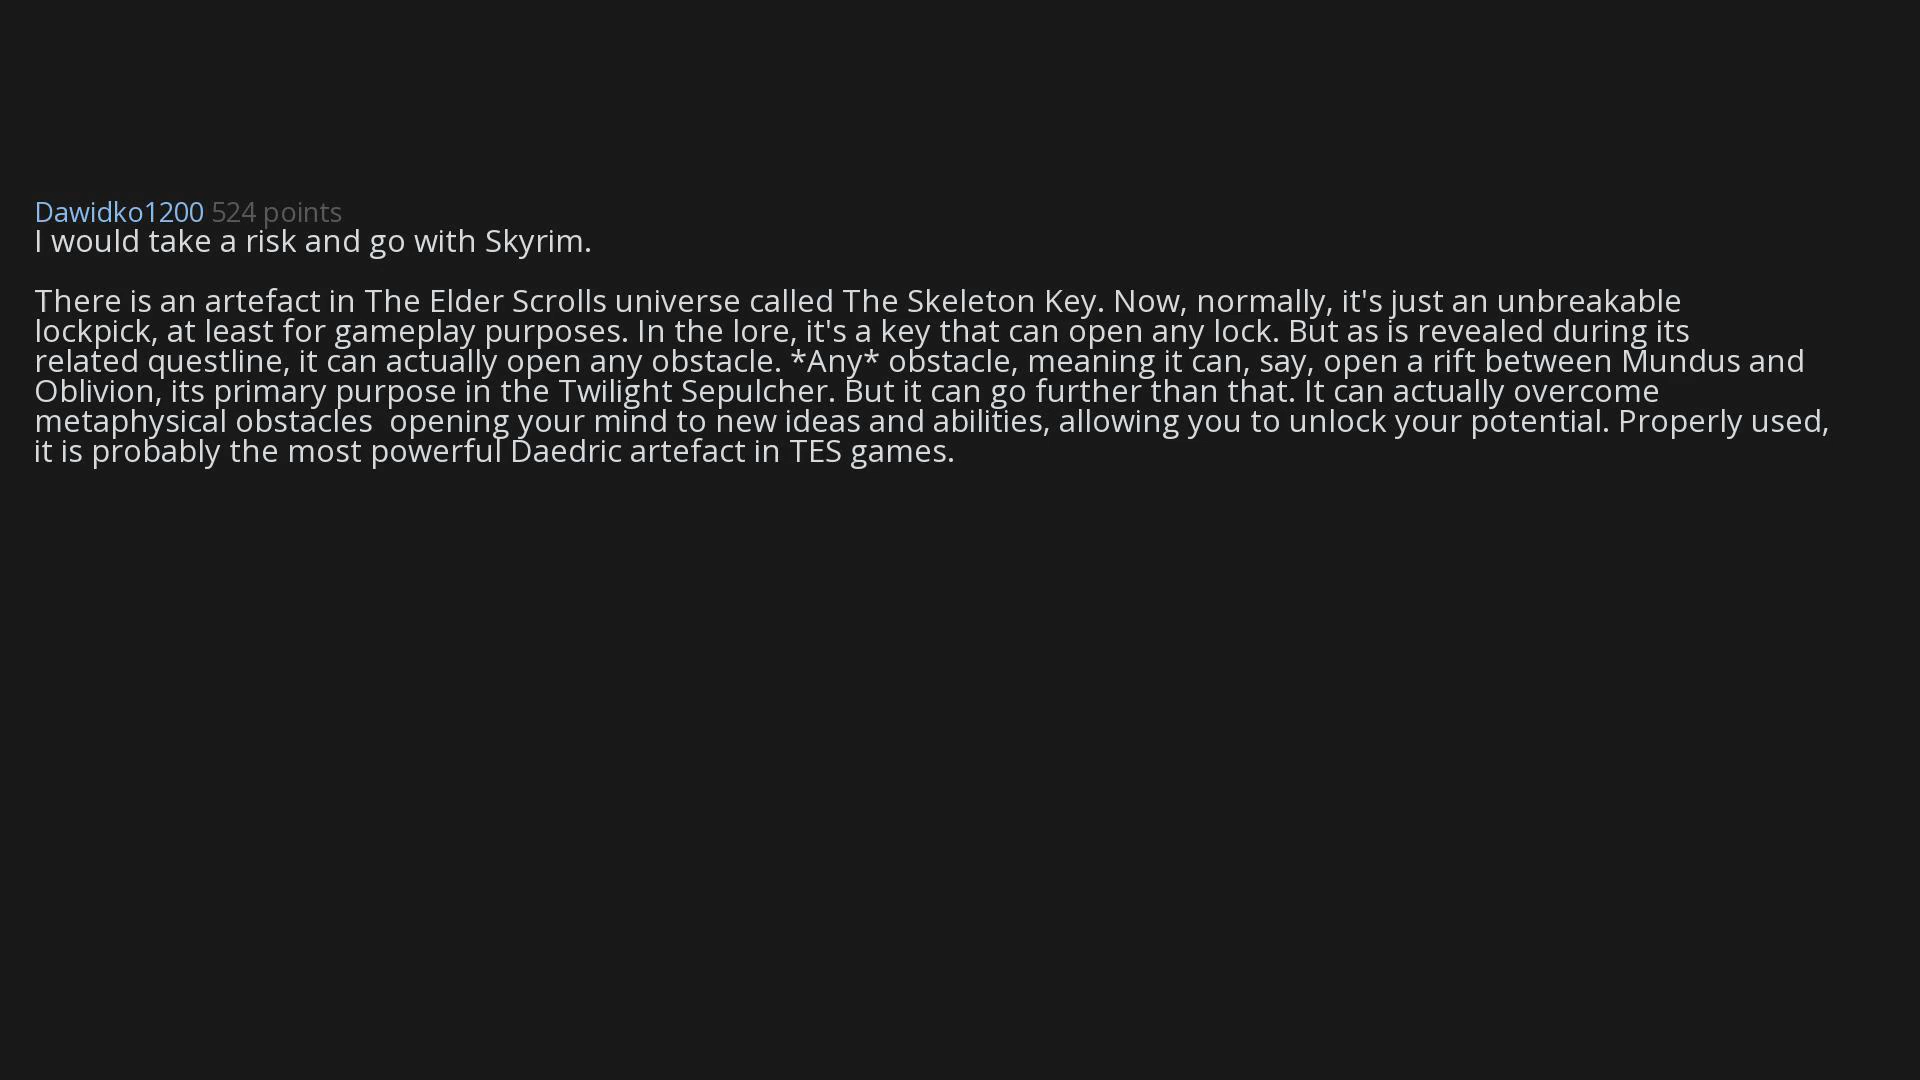 Dawidko1200 524 points
I would take a risk and go with Skyrim.
There is an artefact in The Elder Scrolls universe called The Skeleton Key. Now, normally, it's just an unbreakable
lockpick, at least for gameplay purposes. In the lore, it's a key that can open any lock. But as is revealed during its
related questline, it can actually open any obstacle. *Any* obstacle, meaning it can, say, open a rift between Mundus and
Oblivion, its primary purpose in the Twilight Sepulcher. But it can go further than that. It can actually overcome
metaphysical obstacles  opening your mind to new ideas and abilities, allowing you to unlock your potential. Properly used,
it is probably the most powerful Daedric artefact in TES games.